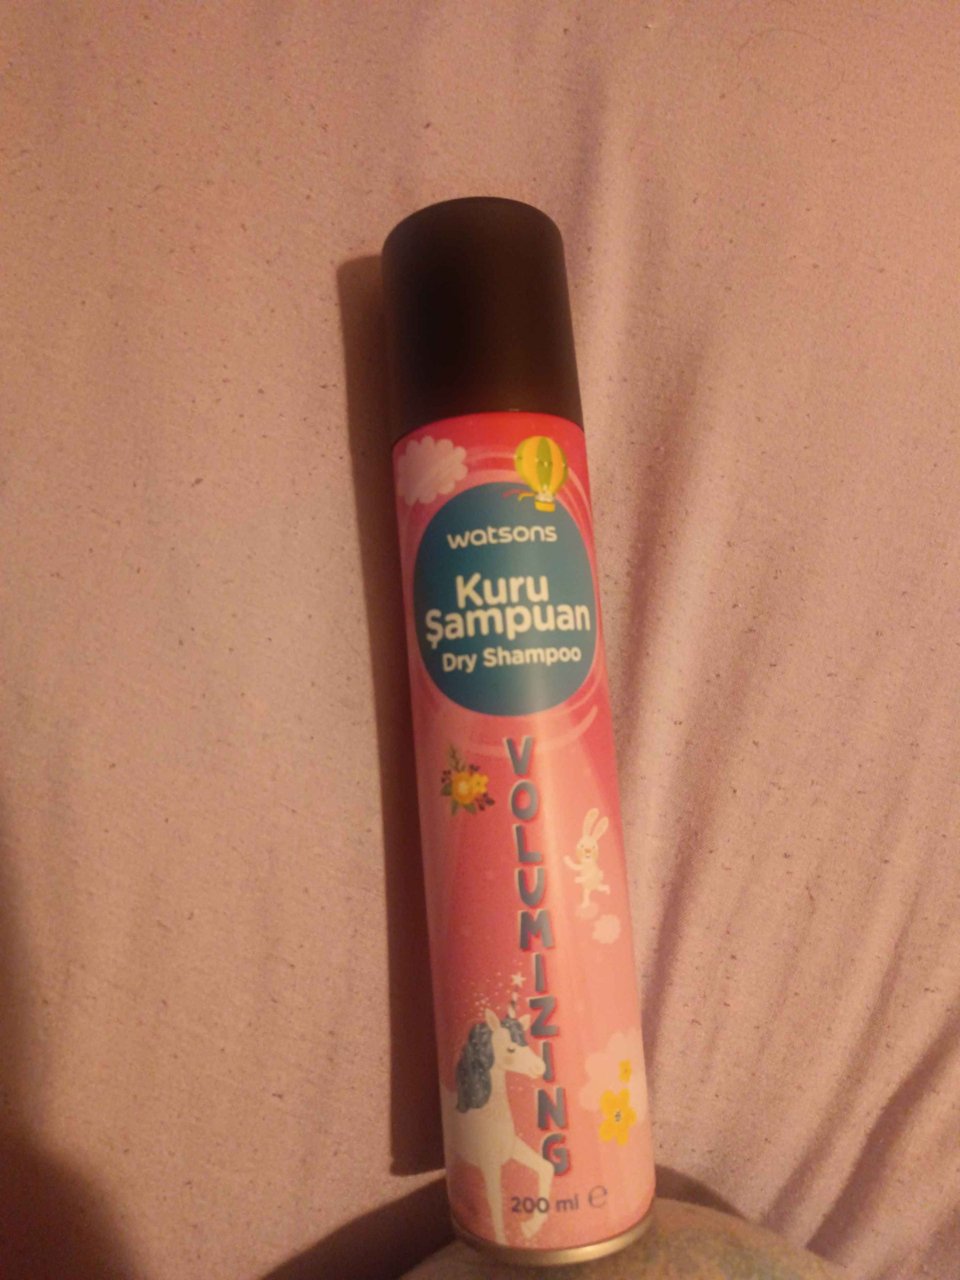 watsons
Kuru
Şampuan
Dry Shampoo
VOLUMIZING
200 ml ℮